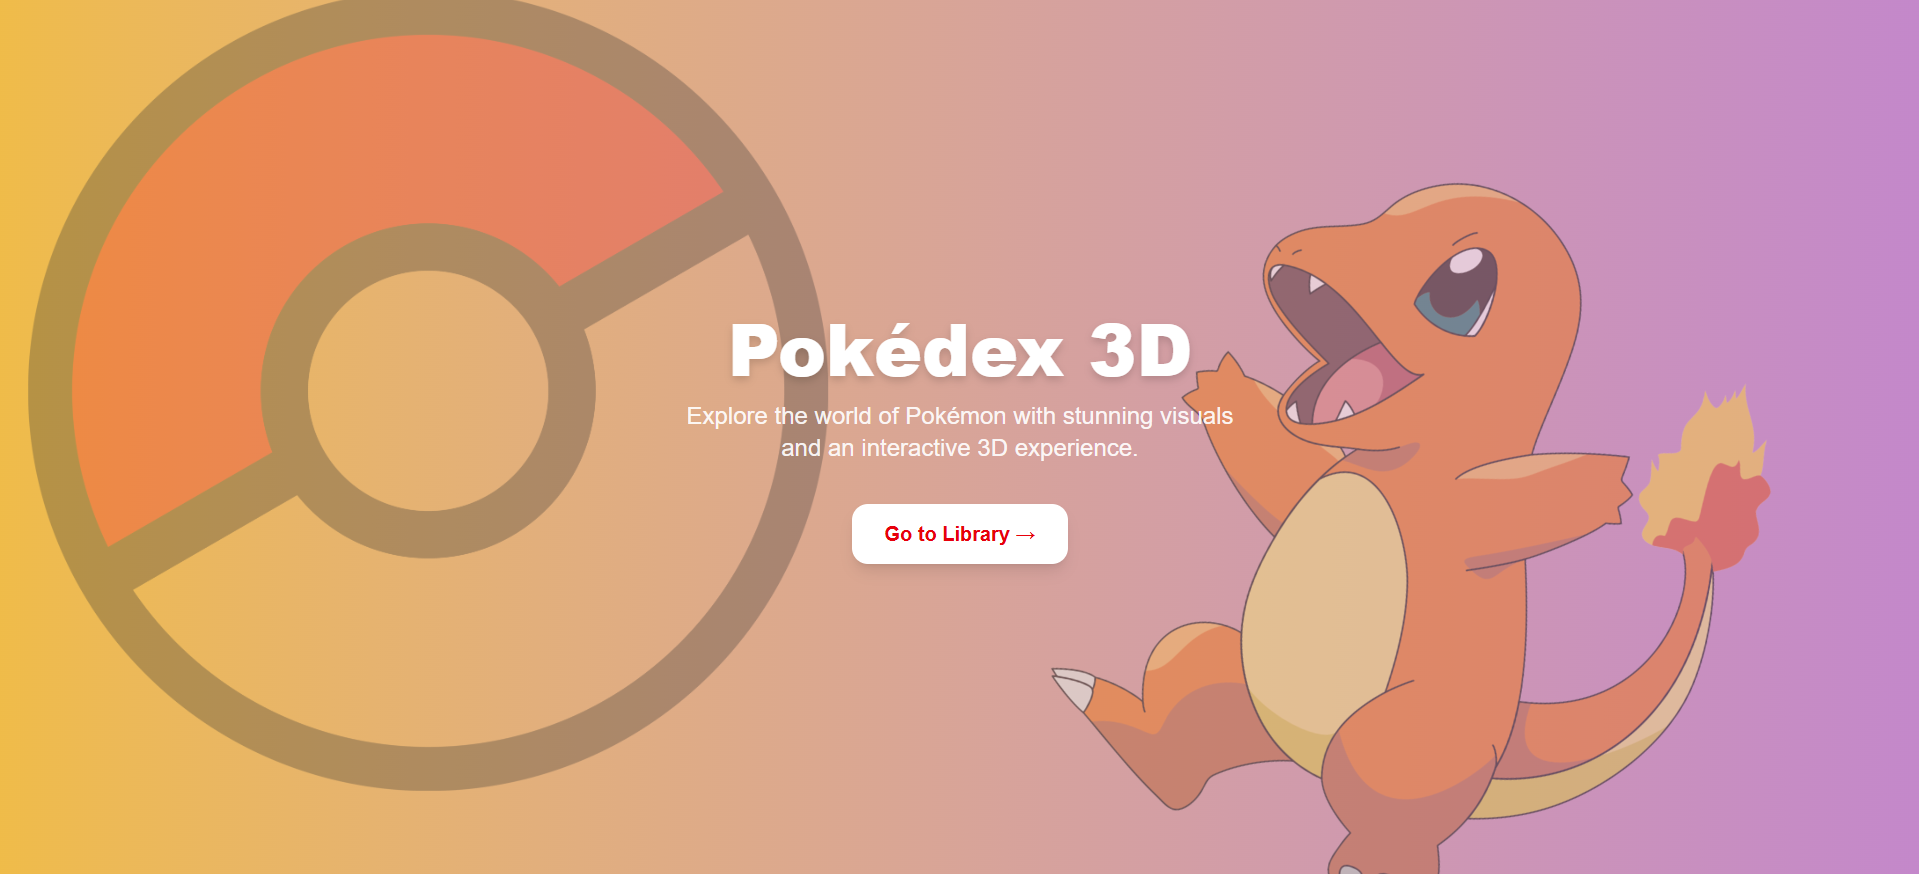 Pokédex 3D
Explore the world of Pokémon with stunning visuals
and an interactive 3D experience.
Go to Library →